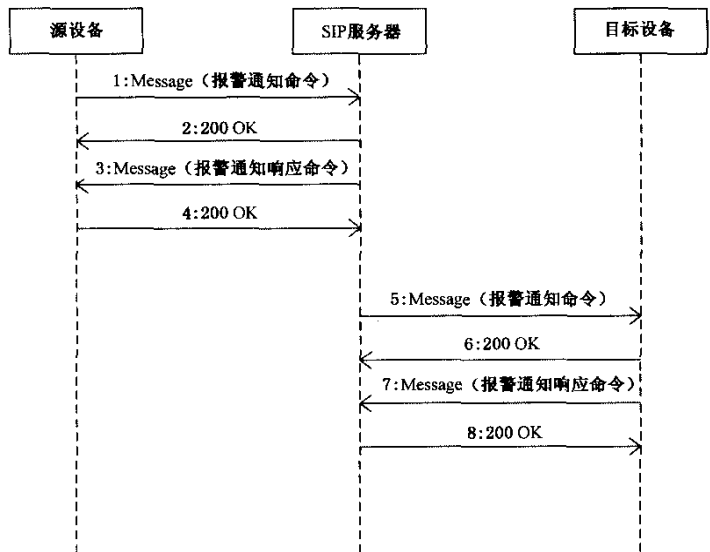 源设备
SIP服务器
目标设备
1:Message（报警通知命令）
2:200 OK
3:Message（报警通知响应命令）
4:200 OK
5:Message（报警通知命令）
6:200 OK
7:Message（报警通知响应命令）
8:200 OK